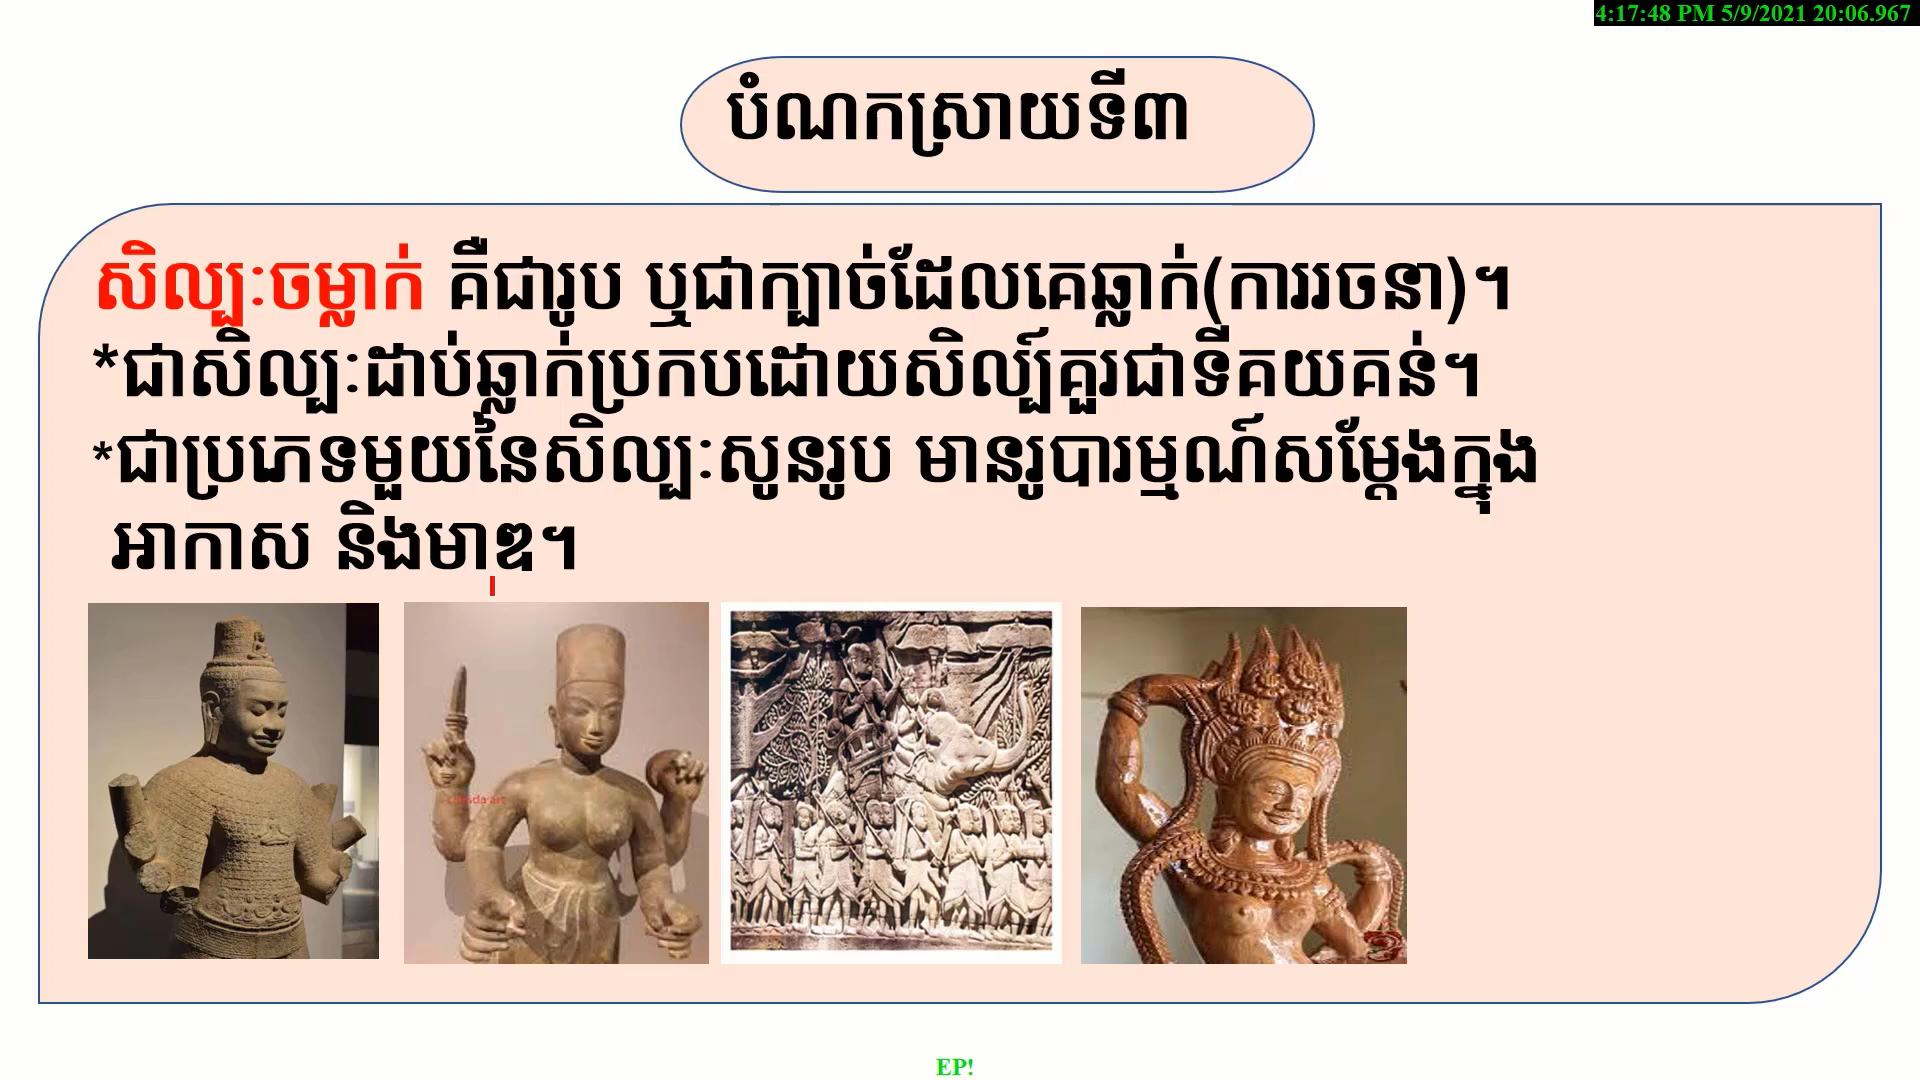 4:17:48 PM 5/9/2021 20:06.967
បំណកស្រាយទី៣
សិល្បៈចម្លាក់ គឺជារូប ឬជាក្បាច់ដែលគេឆ្លាក់(ការរចនា)។
*ជាសិល្បៈដាប់ឆ្លាក់ប្រកបដោយសិល្ប៍គួរជាទីគយគន់។
*ជាប្រភេទមួយនៃសិល្បៈសូនរូប មានរូបារម្មណ៍សម្ដែងក្នុង
អាកាស និងមាឌ។
EP!